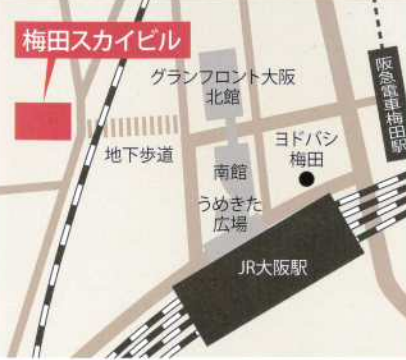 梅田スカイビル
グランフロント大阪
北館
阪急電車梅田駅
地下歩道
ヨドバシ
梅田
南館
うめきた
広場
JR大阪駅